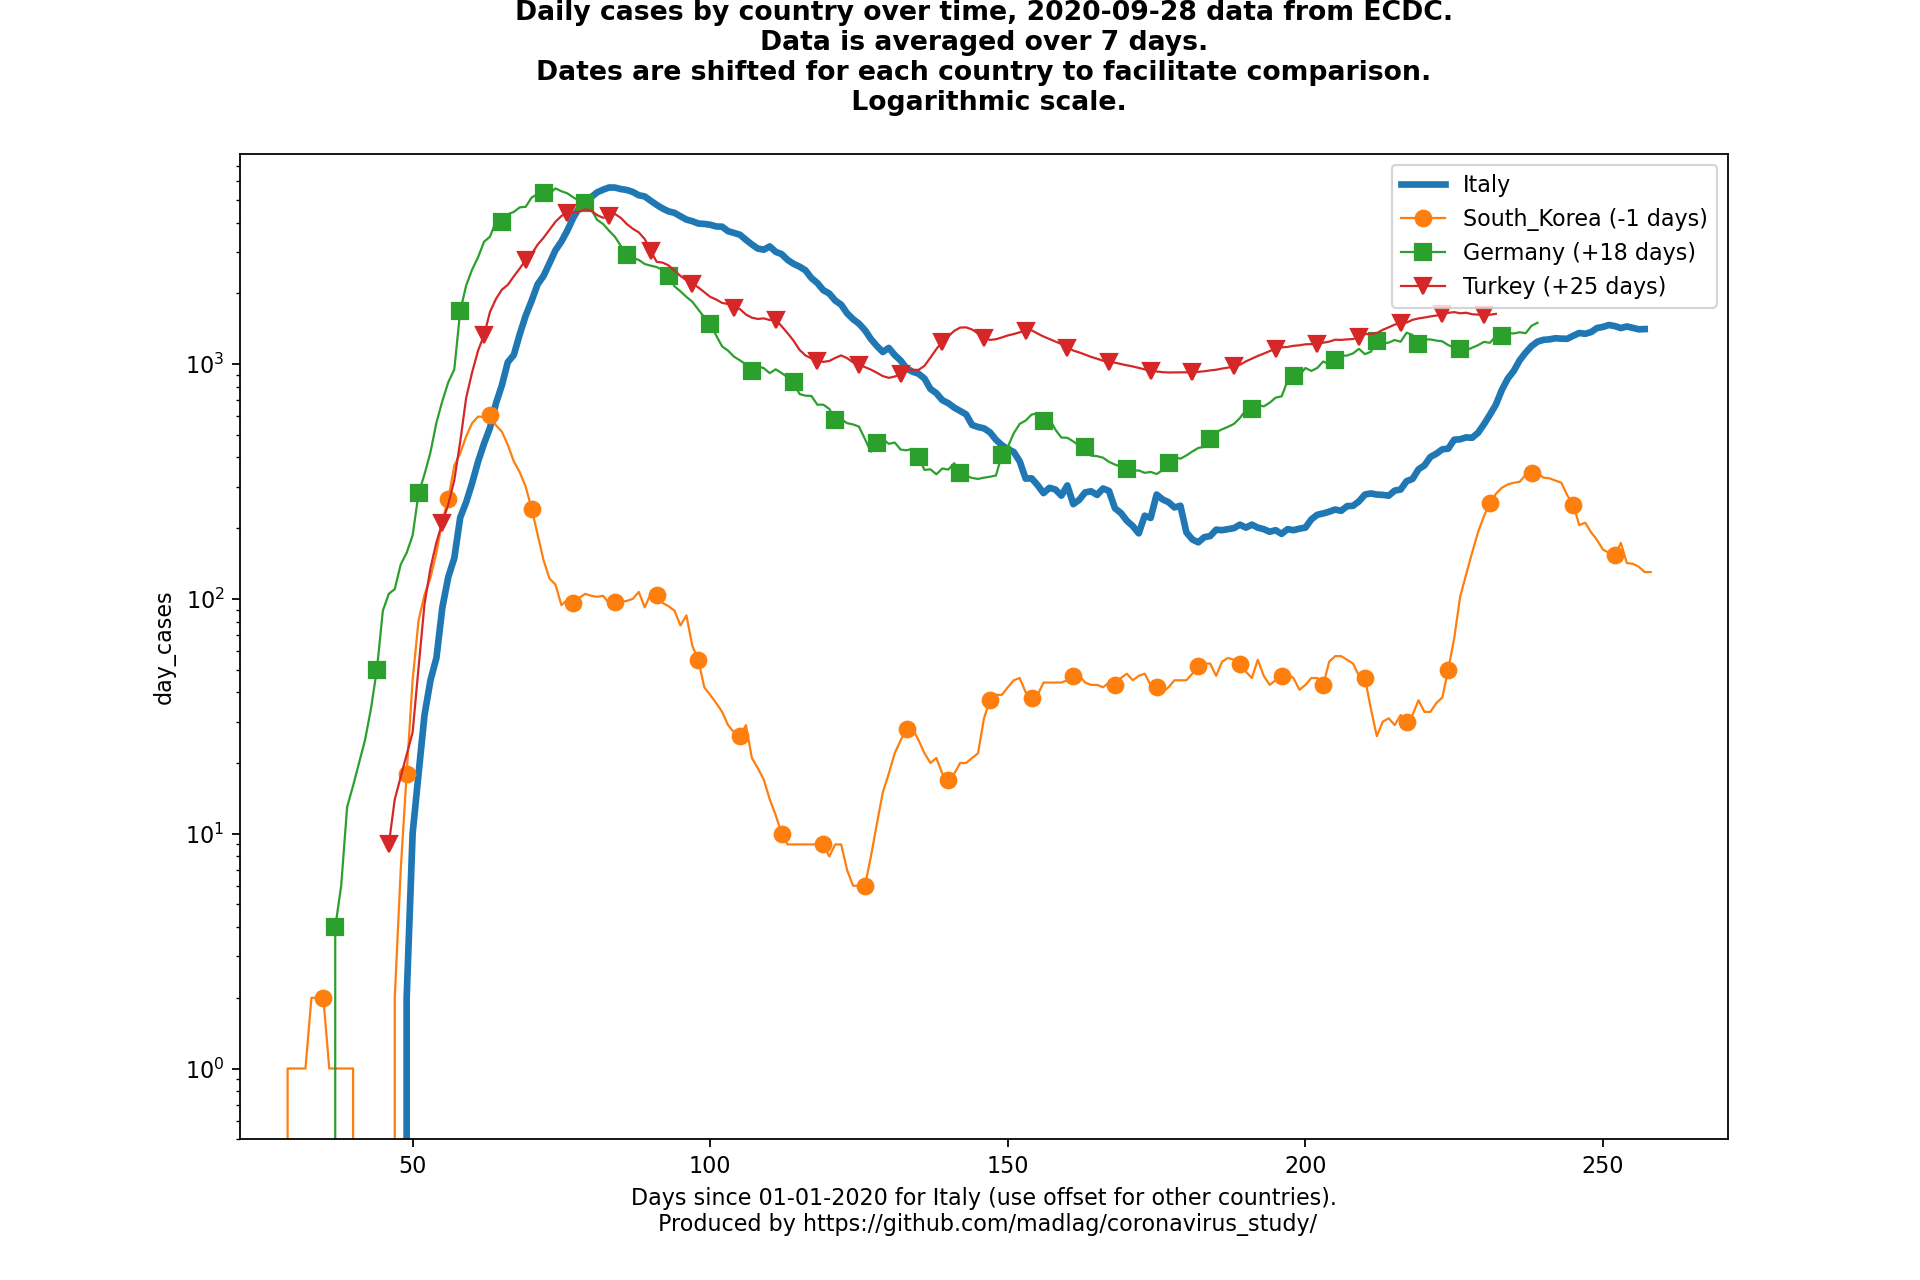 Daily cases by country over time, 2020-09-28 data from ECDC.
Data is averaged over 7 days.
Dates are shifted for each country to facilitate comparison.
Logarithmic scale.
Italy
South_Korea (-1 days)
Germany (+18 days)
Turkey (+25 days)
day_cases
10³
10²
10¹
10⁰
50 100 150 200 250
Days since 01-01-2020 for Italy (use offset for other countries).
Produced by https://github.com/madlag/coronavirus_study/